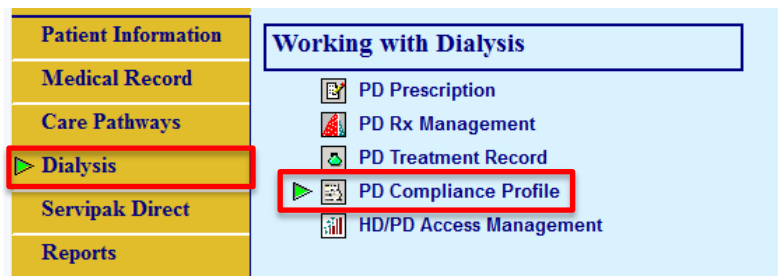 Patient Information
Medical Record
Care Pathways
Dialysis
Servipak Direct
Reports
Working with Dialysis
PD Prescription
PD Rx Management
PD Treatment Record
PD Compliance Profile
HD/PD Access Management